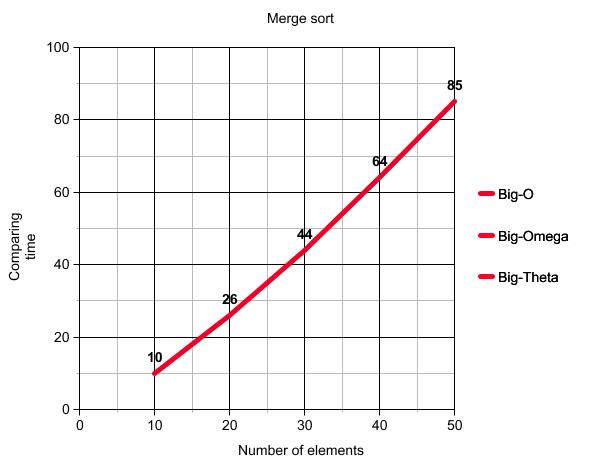 Merge sort
100
80
60
40
20
0
Comparing
time
10
26
44
64
85
0
10
20
30
40
50
Number of elements
Big-O
Big-Omega
Big-Theta